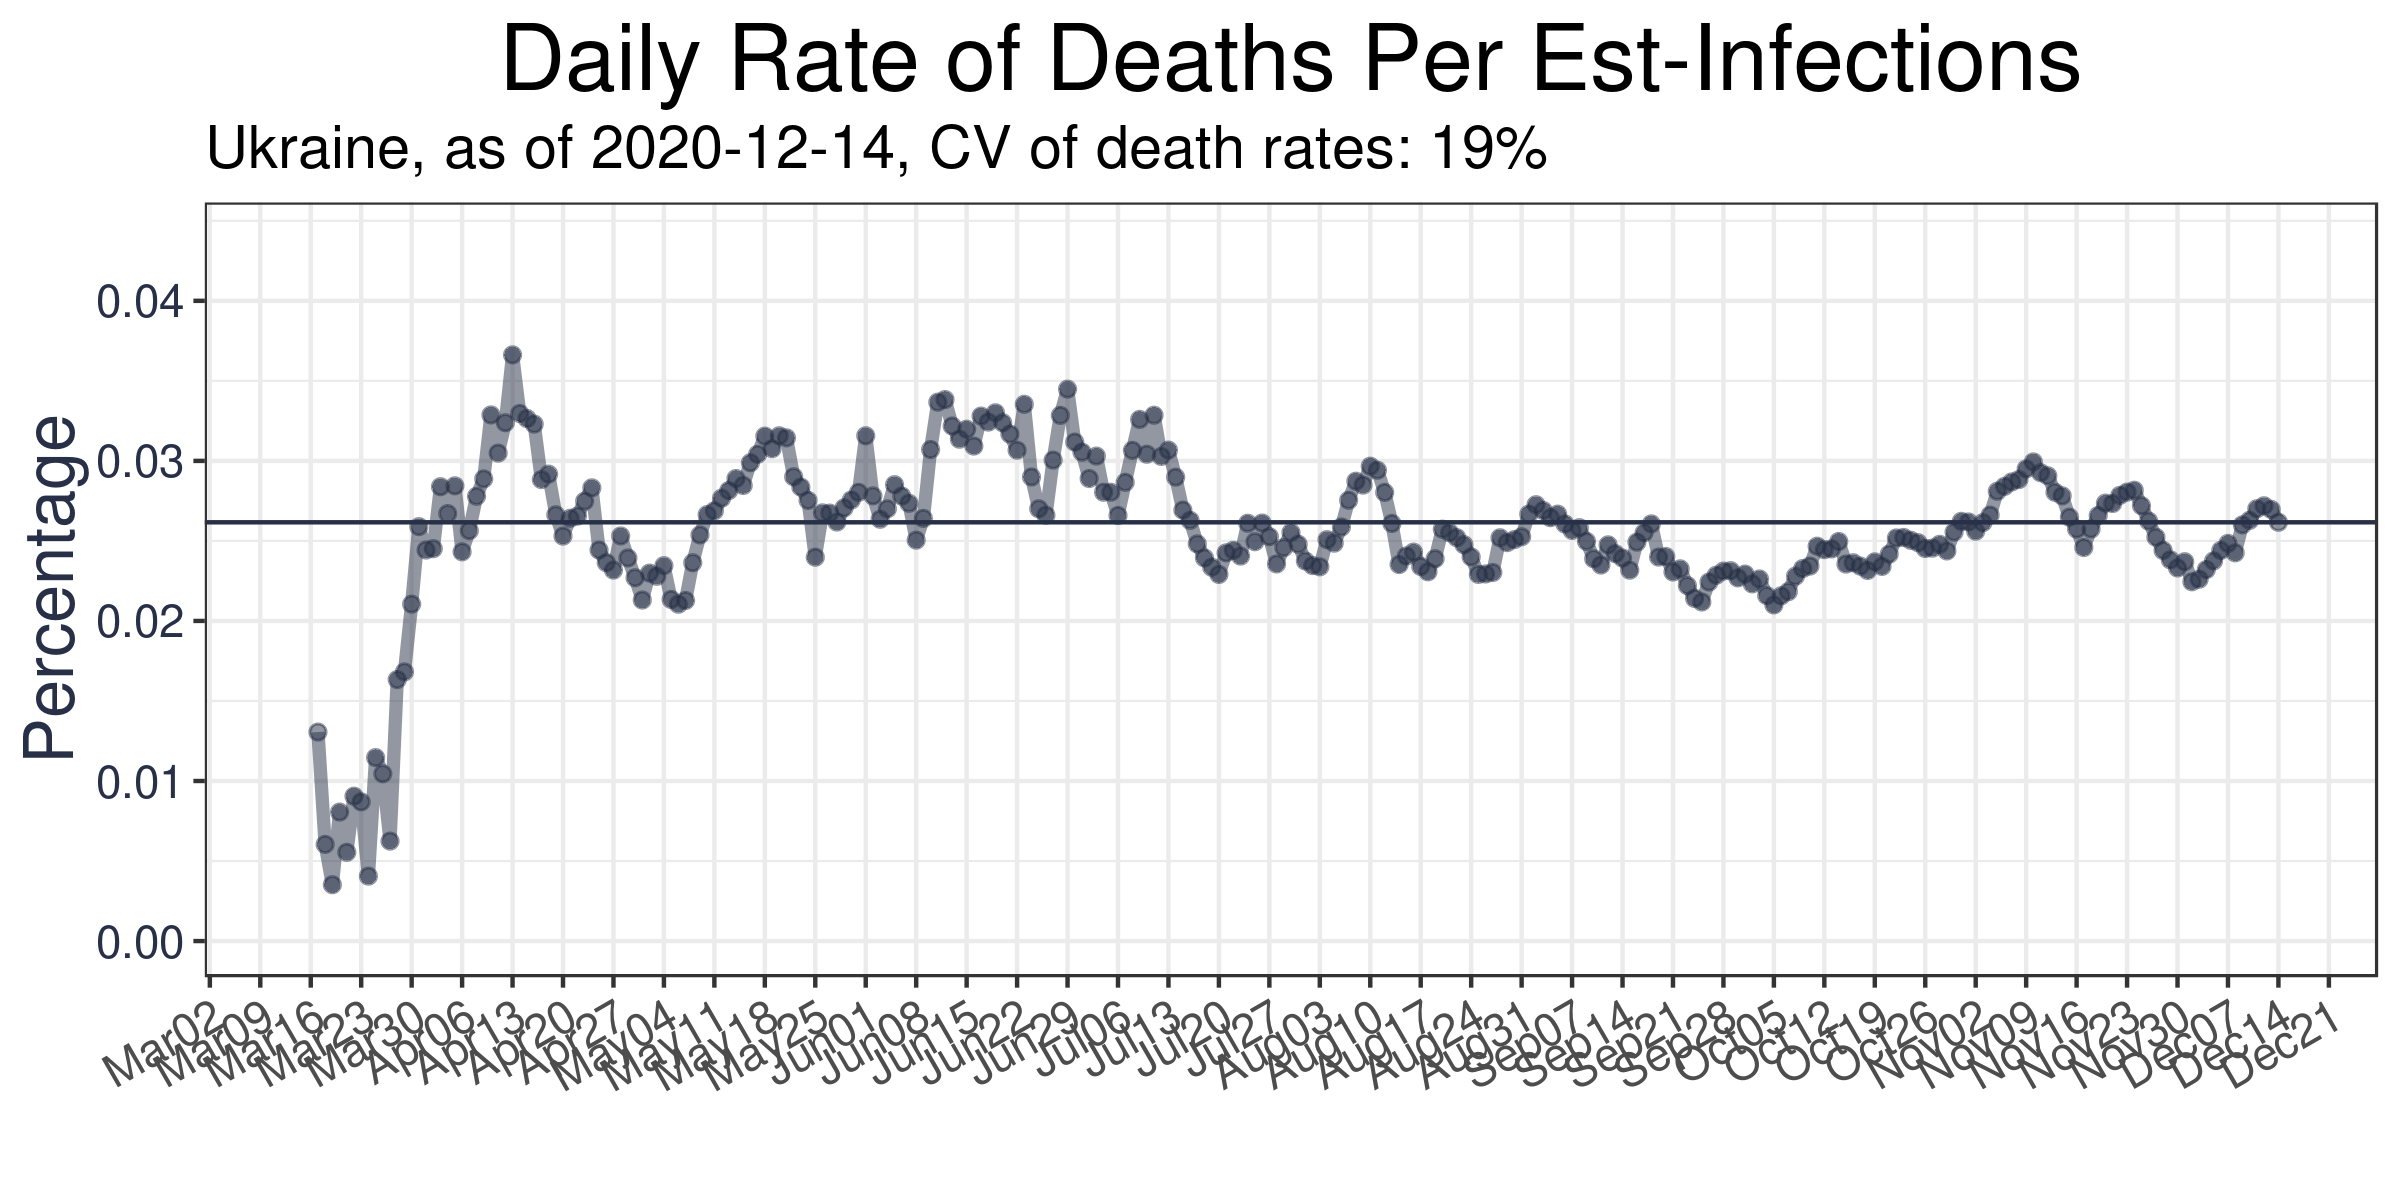 Daily Rate of Deaths Per Est-Infections
Ukraine, as of 2020-12-14, CV of death rates: 19%
Percentage
0.04
0.03
0.02
0.01
0.00
Mar02
Mar09
Mar16
Mar23
Mar30
Apr06
Apr13
Apr20
Apr27
May04
May11
May18
May25
Jun01
Jun08
Jun15
Jun22
Jun29
Jul06
Jul13
Jul20
Jul27
Aug03
Aug10
Aug17
Aug24
Aug31
Sep07
Sep14
Sep21
Sep28
Oct05
Oct12
Oct19
Oct26
Nov02
Nov09
Nov16
Nov23
Nov30
Dec07
Dec14
Dec21